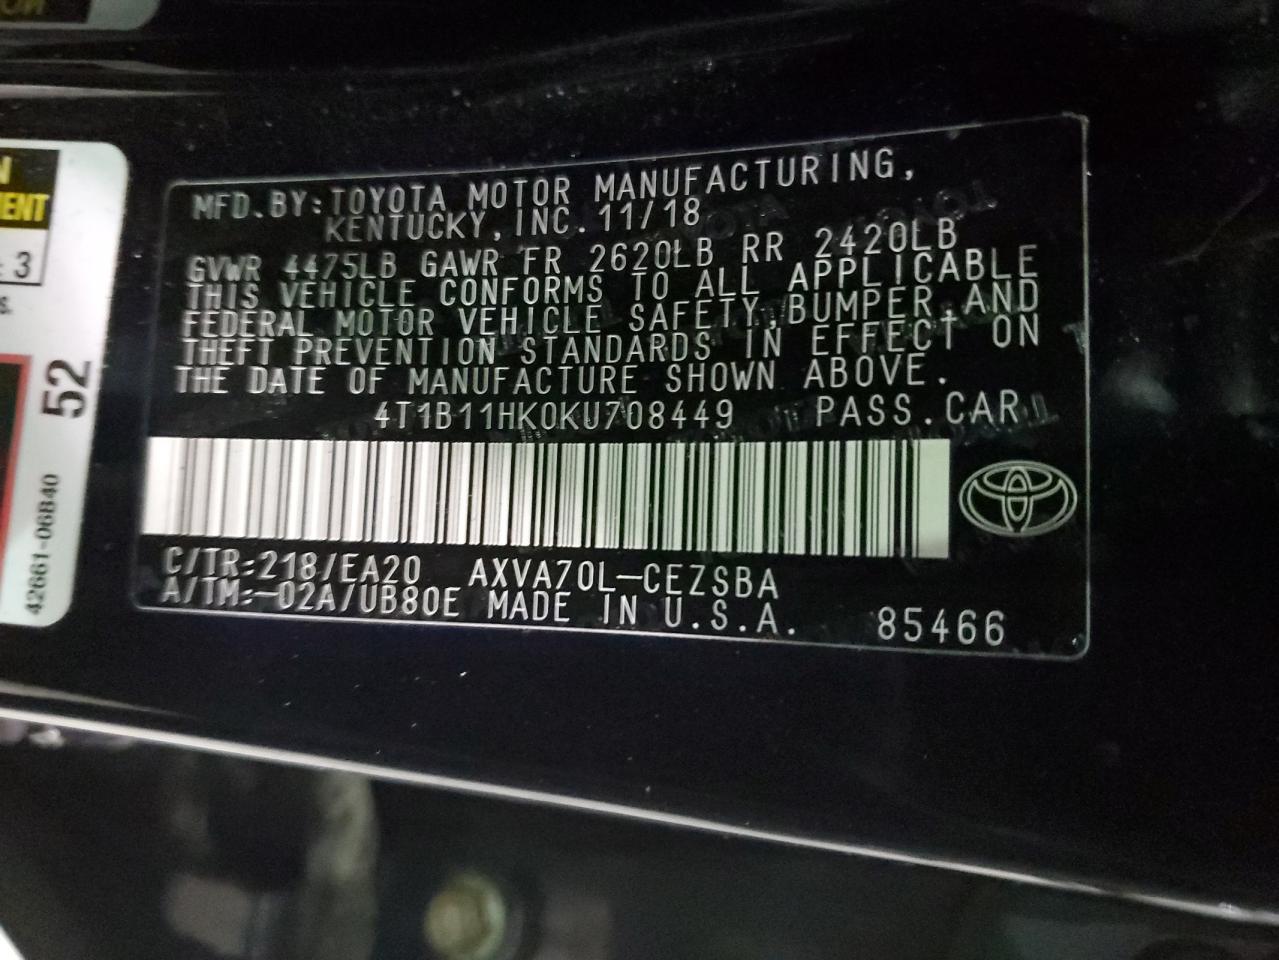 MFD.BY:TOYOTA MOTOR MANUFACTURING,
KENTUCKY, INC. 11/18
GVWR 4475LB GAWR FR 2620LB RR 2420LB
THIS VEHICLE CONFORMS TO ALL APPLICABLE
FEDERAL MOTOR VEHICLE SAFETY,BUMPER,AND
THEFT PREVENTION STANDARDS IN EFFECT ON
THE DATE OF MANUFACTURE SHOWN ABOVE.
4T1B11HK0KU708449 PASS.CAR
C/TR:218/EA20 AXVA70L-CEZSBA
A/TM:-02A/UB80E MADE IN U.S.A. 85466
3
52
42661-06B40